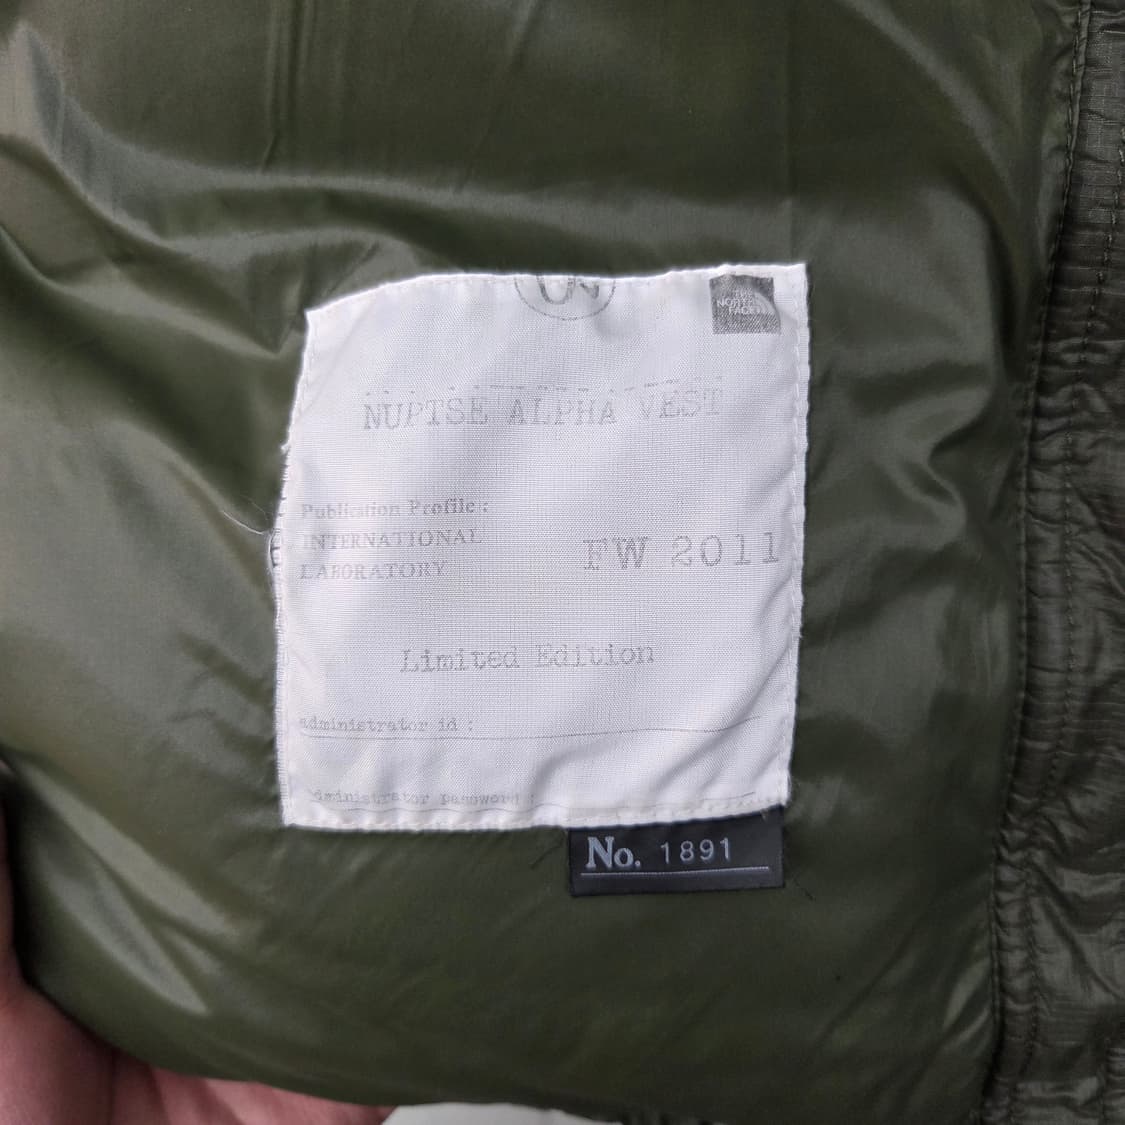 THE
NORTH
FACE
NUPTSE ALPHA VEST
Publication Profile :
INTERNATIONAL
LABORATORY
FW 2011
Limited Edition
administrator id :
administrator password :
No. 1891